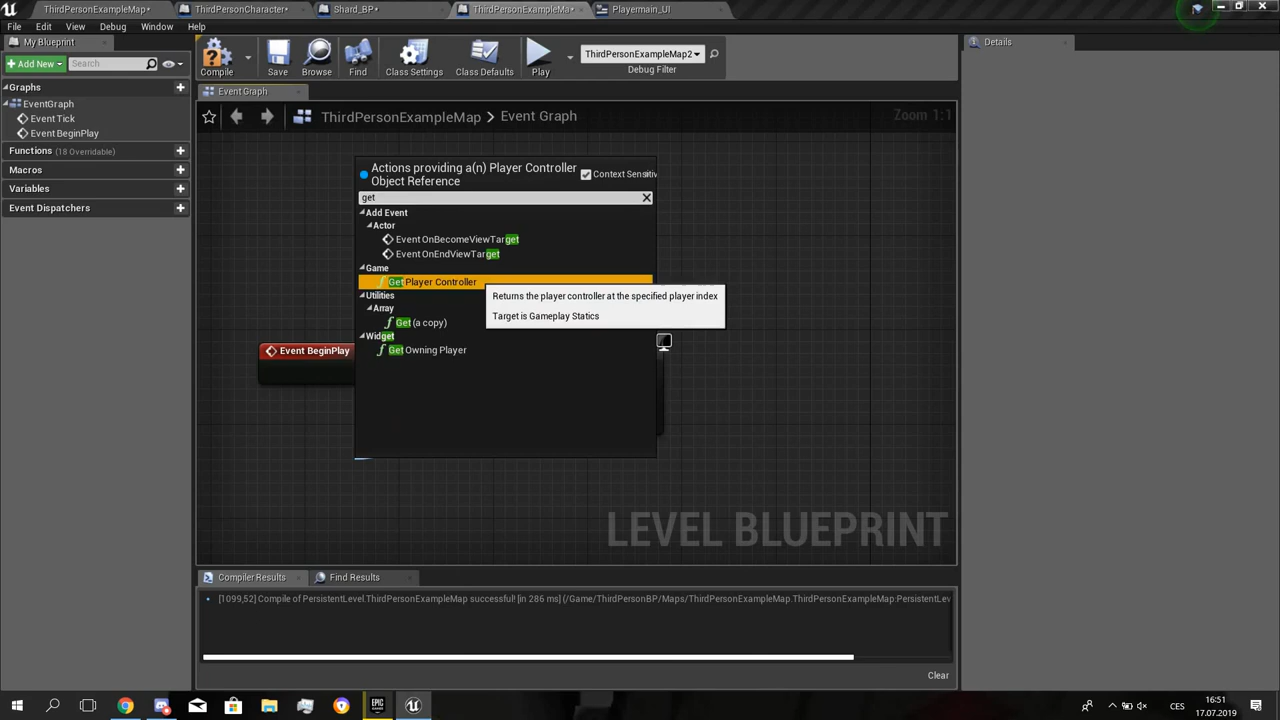 ThirdPersonExampleMap*
ThirdPersonCharacter*
Shard_BP*
ThirdPersonExampleMa*
Playermain_UI
File Edit View Debug Window Help
My Blueprint
Add New
Search
Graphs
EventGraph
Event Tick
Event BeginPlay
Functions (18 Overridable)
Macros
Variables
Event Dispatchers
Compile
Save
Browse
Find
Class Settings
Class Defaults
Play
ThirdPersonExampleMap2
Debug Filter
Event Graph
ThirdPersonExampleMap > Event Graph
Zoom 1:1
Actions providing a(n) Player Controller
Object Reference
Context Sensitiv
get
Add Event
Actor
Event OnBecomeViewTarget
Event OnEndViewTarget
Game
Get Player Controller
Utilities
Array
Get (a copy)
Widget
Get Owning Player
Returns the player controller at the specified player index
Target is Gameplay Statics
Event BeginPlay
LEVEL BLUEPRINT
Compiler Results
Find Results
[1099,52] Compile of PersistentLevel.ThirdPersonExampleMap successful! [in 286 ms] (/Game/ThirdPersonBP/Maps/ThirdPersonExampleMap.ThirdPersonExampleMap:PersistentLev
Clear
Details
EPIC
GAMES
CES
16:51
17.07.2019